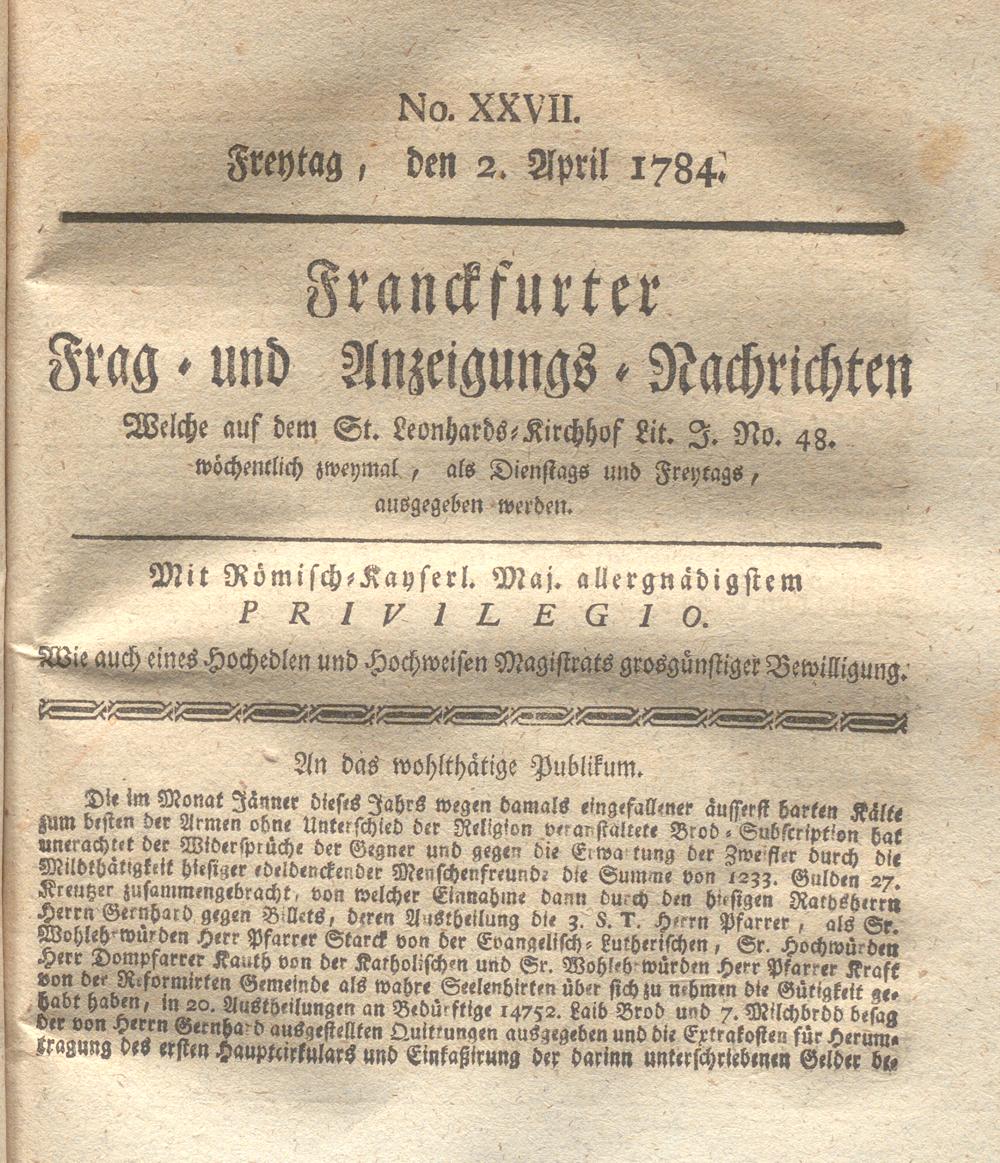 No. XXVII.
Freytag, den 2. April 1784.
Franckfurter
Frag- und Anzeigungs-Nachrichten
Welche auf dem St. Leonhards-Kirchhof Lit. J. No. 48.
wöchentlich zweymal, als Dienstags und Freytags,
ausgegeben werden.
Mit Römisch-Kayserl. Maj. allergnädigstem
PRIVILEGIO.
Wie auch eines Hochedlen und Hochweisen Magistrats grosgünstiger Bewilligung.
An das wohlthätige Publikum.
Die im Monat Jänner dieses Jahrs wegen damals eingefallener äusserst harten Kälte
zum besten der Armen ohne Unterschied der Religion veranstaltete Brod-Subscription hat
unerachtet der Widersprüche der Gegner und gegen die Erwartung der Zweifler durch die
Mildthätigkeit hiesiger edeldenckender Menschenfreunde die Summe von 1233. Gulden 27.
Kreutzer zusammengebracht, von welcher Einnahme dann durch den hiesigen Rathsherrn
Herrn Gernhard gegen Billets, deren Austheilung die 3. S. T. Herrn Pfarrer, als Sr.
Wohlehrwürden Herr Pfarrer Starck von der Evangelisch-Lutherischen, Sr. Hochwürden
Herr Dompfarrer Kauth von der Katholischen und Sr. Wohlehrwürden Herr Pfarrer Kraft
von der Reformirten Gemeinde als wahre Seelenhirten über sich zu nehmen die Gütigkeit ge-
habt haben, in 20. Austheilungen an Bedürftige 14752. Laib Brod und 7. Milchbrod besag
der von Herrn Gernhard ausgestellten Quittungen ausgegeben und die Extrakosten für Herum-
tragung des ersten Hauptcirkulars und Einkaßirung der darinn unterschriebenen Gelder be-